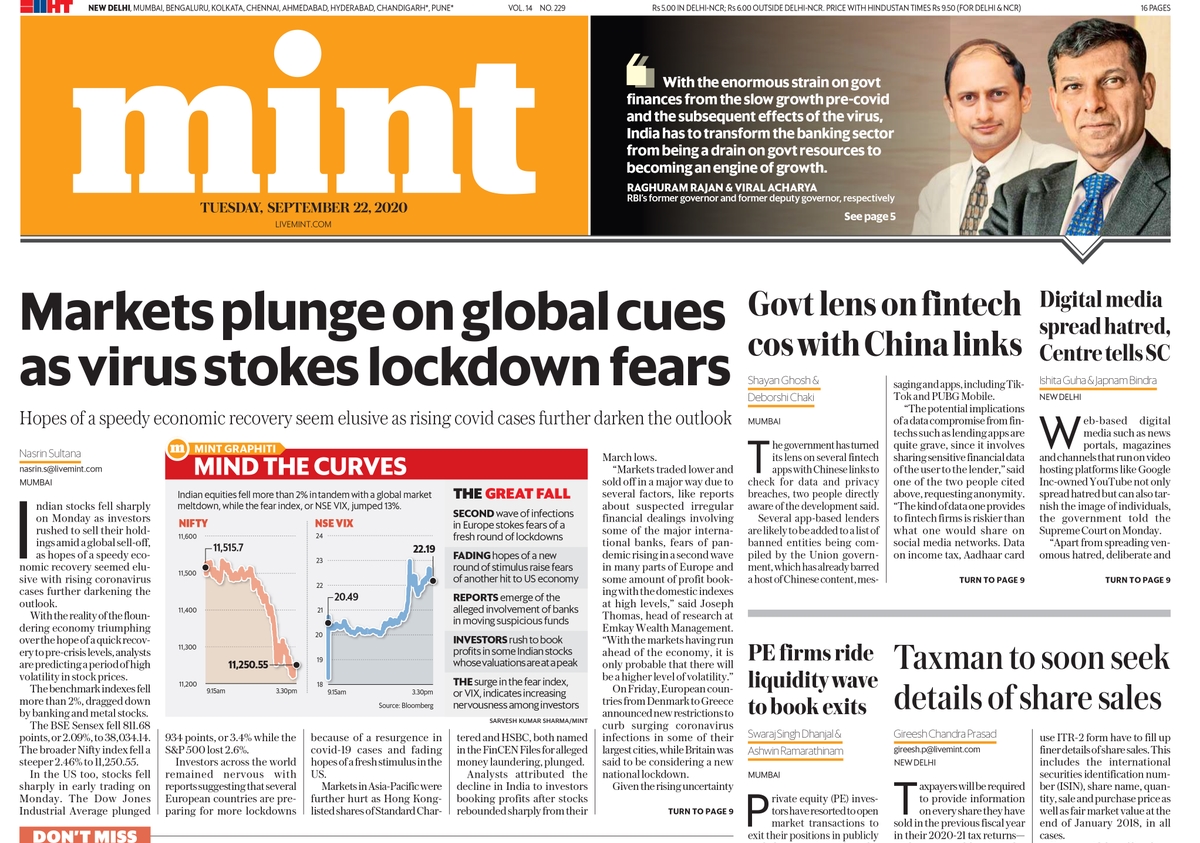 HT
NEW DELHI, MUMBAI, BENGALURU, KOLKATA, CHENNAI, AHMEDABAD, HYDERABAD, CHANDIGARH*, PUNE*
VOL. 14 NO. 229
Rs 5.00 IN DELHI-NCR; Rs 6.00 OUTSIDE DELHI-NCR. PRICE WITH HINDUSTAN TIMES Rs 9.50 (FOR DELHI & NCR)
16 PAGES
mint
TUESDAY, SEPTEMBER 22, 2020
LIVEMINT.COM
“ With the enormous strain on govt
finances from the slow growth pre-covid
and the subsequent effects of the virus,
India has to transform the banking sector
from being a drain on govt resources to
becoming an engine of growth.
RAGHURAM RAJAN & VIRAL ACHARYA
RBI's former governor and former deputy governor, respectively
See page 5
Markets plunge on global cues
as virus stokes lockdown fears
Hopes of a speedy economic recovery seem elusive as rising covid cases further darken the outlook
Nasrin Sultana
nasrin.s@livemint.com
MUMBAI
Indian stocks fell sharply
on Monday as investors
rushed to sell their hold-
ings amid a global sell-off,
as hopes of a speedy eco-
nomic recovery seemed elu-
sive with rising coronavirus
cases further darkening the
outlook.
With the reality of the floun-
dering economy triumphing
over the hope of a quick recov-
ery to pre-crisis levels, analysts
are predicting a period of high
volatility in stock prices.
The benchmark indexes fell
more than 2%, dragged down
by banking and metal stocks.
The BSE Sensex fell 811.68
points, or 2.09%, to 38,034.14.
The broader Nifty index fell a
steeper 2.46% to 11,250.55.
In the US too, stocks fell
sharply in early trading on
Monday. The Dow Jones
Industrial Average plunged
m MINT GRAPHITI
MIND THE CURVES
Indian equities fell more than 2% in tandem with a global market
meltdown, while the fear index, or NSE VIX, jumped 13%.
NIFTY
11,600
11,515.7
11,500
11,400
11,300
11,250.55
11,200
9.15am
3.30pm
NSE VIX
24
22.19
23
22
21
20.49
20
19
18
9.15am
3.30pm
Source: Bloomberg
THE GREAT FALL
SECOND wave of infections
in Europe stokes fears of a
fresh round of lockdowns
FADING hopes of a new
round of stimulus raise fears
of another hit to US economy
REPORTS emerge of the
alleged involvement of banks
in moving suspicious funds
INVESTORS rush to book
profits in some Indian stocks
whose valuations are at a peak
THE surge in the fear index,
or VIX, indicates increasing
nervousness among investors
SARVESH KUMAR SHARMA/MINT
934 points, or 3.4% while the
S&P 500 lost 2.6%.
Investors across the world
remained nervous with
reports suggesting that several
European countries are pre-
paring for more lockdowns
because of a resurgence in
covid-19 cases and fading
hopes of a fresh stimulus in the
US.
Markets in Asia-Pacific were
further hurt as Hong Kong-
listed shares of Standard Char-
tered and HSBC, both named
in the FinCEN Files for alleged
money laundering, plunged.
Analysts attributed the
decline in India to investors
booking profits after stocks
rebounded sharply from their
March lows.
“Markets traded lower and
sold off in a major way due to
several factors, like reports
about suspected irregular
financial dealings involving
some of the major interna-
tional banks, fears of pan-
demic rising in a second wave
in many parts of Europe and
some amount of profit book-
ing with the domestic indexes
at high levels,” said Joseph
Thomas, head of research at
Emkay Wealth Management.
“With the markets having run
ahead of the economy, it is
only probable that there will
be a higher level of volatility.”
On Friday, European coun-
tries from Denmark to Greece
announced new restrictions to
curb surging coronavirus
infections in some of their
largest cities, while Britain was
said to be considering a new
national lockdown.
Given the rising uncertainty
TURN TO PAGE 9
Govt lens on fintech
cos with China links
Shayan Ghosh &
Deborshi Chaki
MUMBAI
The government has turned
its lens on several fintech
apps with Chinese links to
check for data and privacy
breaches, two people directly
aware of the development said.
Several app-based lenders
are likely to be added to a list of
banned entities being com-
piled by the Union govern-
ment, which has already barred
a host of Chinese content, mes-
saging and apps, including Tik-
Tok and PUBG Mobile.
“The potential implications
of a data compromise from fin-
techs such as lending apps are
quite grave, since it involves
sharing sensitive financial data
of the user to the lender,” said
one of the two people cited
above, requesting anonymity.
“The kind of data one provides
to fintech firms is riskier than
what one would share on
social media networks. Data
on income tax, Aadhaar card
TURN TO PAGE 9
Digital media
spread hatred,
Centre tells SC
Ishita Guha & Japnam Bindra
NEW DELHI
Web-based digital
media such as news
portals, magazines
and channels that run on video
hosting platforms like Google
Inc-owned YouTube not only
spread hatred but can also tar-
nish the image of individuals,
the government told the
Supreme Court on Monday.
“Apart from spreading ven-
omous hatred, deliberate and
TURN TO PAGE 9
PE firms ride
liquidity wave
to book exits
Swaraj Singh Dhanjal &
Ashwin Ramarathinam
MUMBAI
Private equity (PE) inves-
tors have resorted to open
market transactions to
exit their positions in publicly
Taxman to soon seek
details of share sales
Gireesh Chandra Prasad
gireesh.p@livemint.com
NEW DELHI
Taxpayers will be required
to provide information
on every share they have
sold in the previous fiscal year
in their 2020-21 tax returns—
use ITR-2 form have to fill up
finer details of share sales. This
includes the international
securities identification num-
ber (ISIN), share name, quan-
tity, sale and purchase price as
well as fair market value at the
end of January 2018, in all
cases.
DON'T MISS